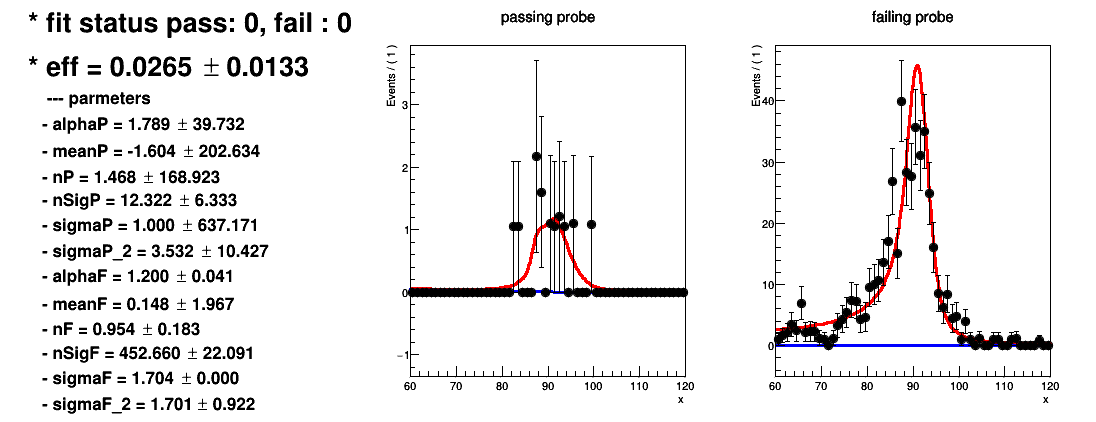 * fit status pass: 0, fail : 0
* eff = 0.0265 ± 0.0133
--- parmeters
- alphaP = 1.789 ± 39.732
- meanP = -1.604 ± 202.634
- nP = 1.468 ± 168.923
- nSigP = 12.322 ± 6.333
- sigmaP = 1.000 ± 637.171
- sigmaP_2 = 3.532 ± 10.427
- alphaF = 1.200 ± 0.041
- meanF = 0.148 ± 1.967
- nF = 0.954 ± 0.183
- nSigF = 452.660 ± 22.091
- sigmaF = 1.704 ± 0.000
- sigmaF_2 = 1.701 ± 0.922
passing probe
Events / ( 1 )
3
2
1
0
−1
60 70 80 90 100 110 120
x
failing probe
Events / ( 1 )
40
30
20
10
0
60 70 80 90 100 110 120
x